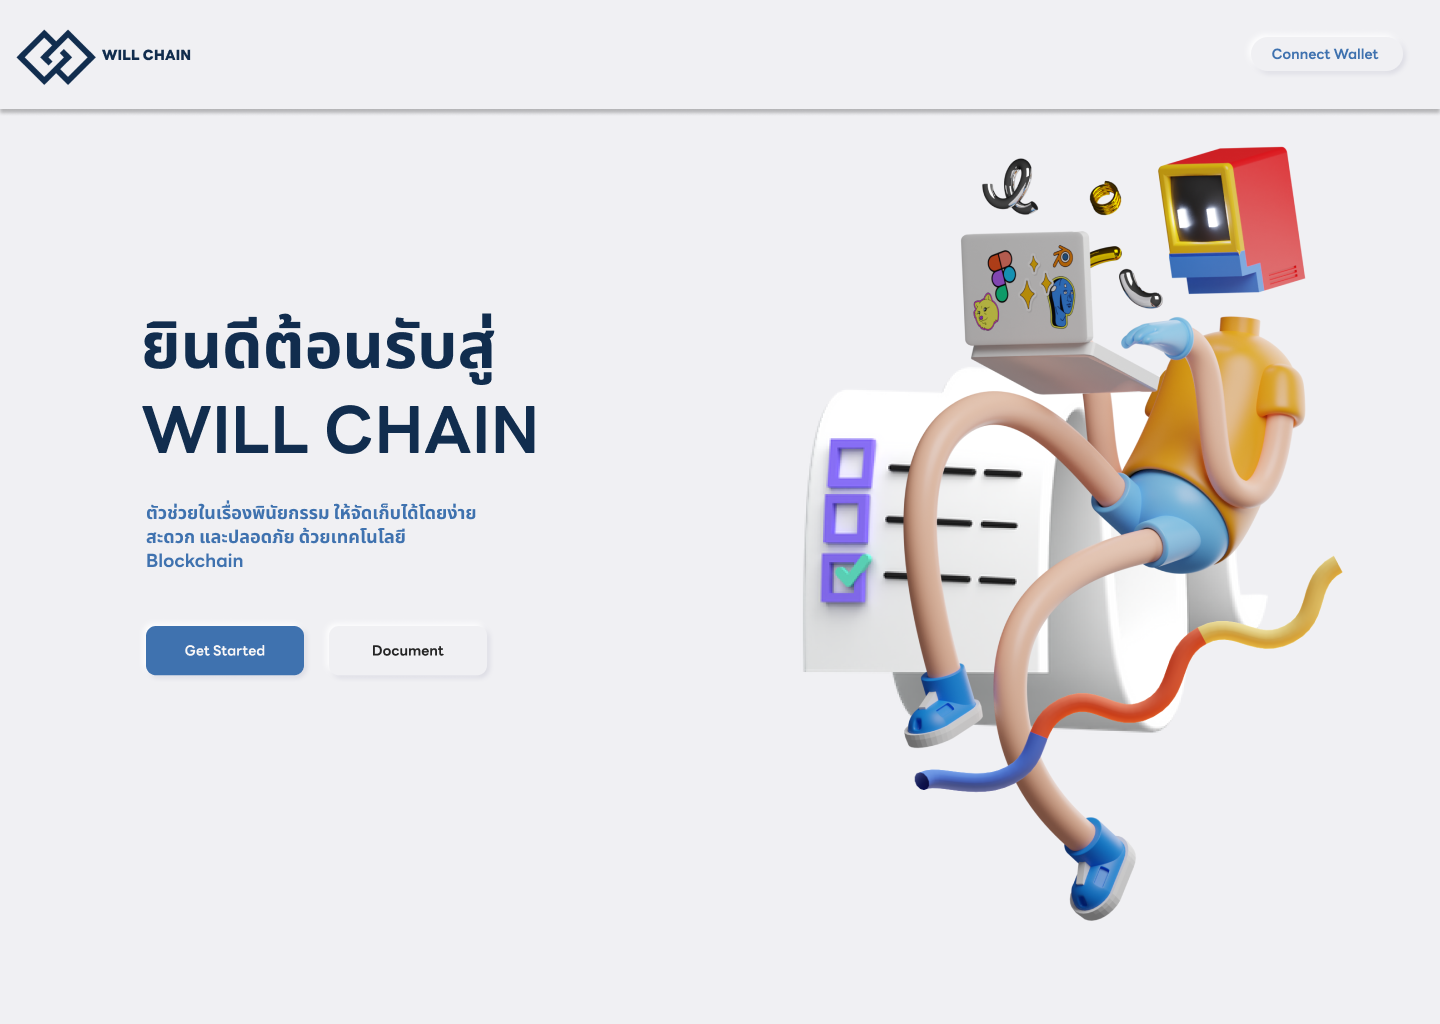 WILL CHAIN
Connect Wallet
ยินดีต้อนรับสู่
WILL CHAIN
ตัวช่วยในเรื่องพินัยกรรม ให้จัดเก็บได้โดยง่าย
สะดวก และปลอดภัย ด้วยเทคโนโลยี
Blockchain
Get Started
Document